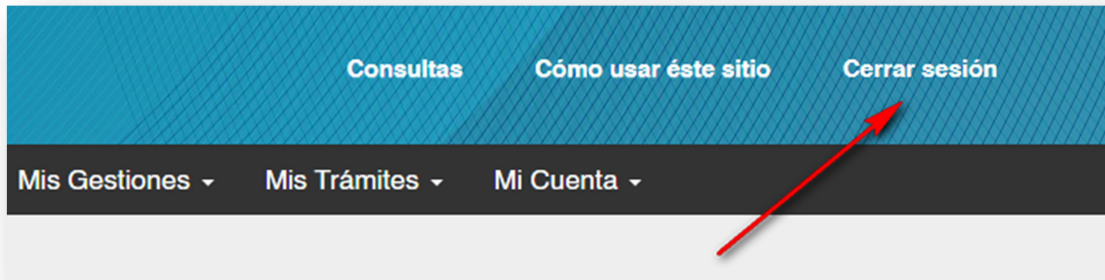 Consultas Cómo usar éste sitio Cerrar sesión
Mis Gestiones Mis Trámites Mi Cuenta